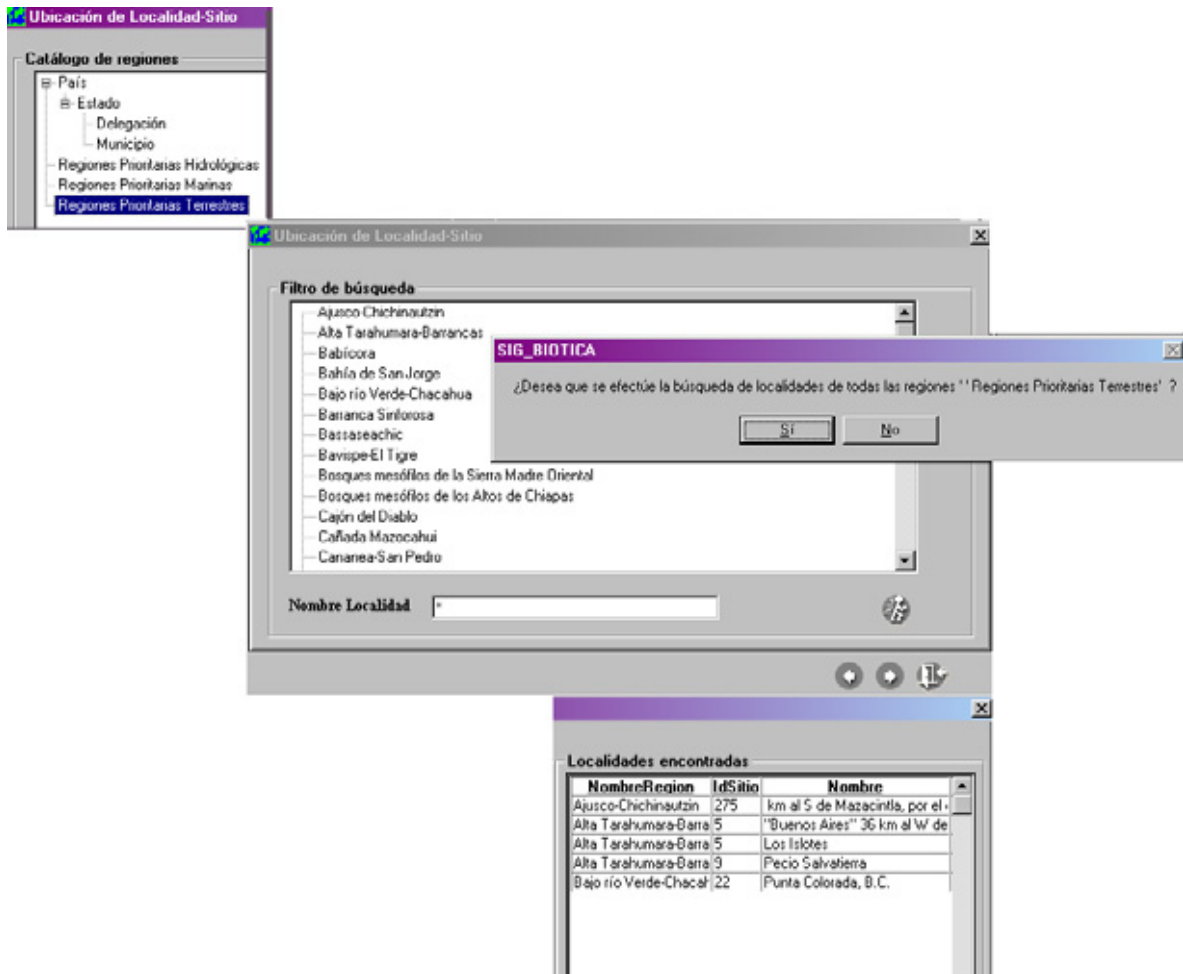 Ubicación de Localidad-Sitio
Catálogo de regiones
País
Estado
Delegación
Municipio
Regiones Prioritarias Hidrológicas
Regiones Prioritarias Marinas
Regiones Prioritarias Terrestres
Ubicación de Localidad-Sitio
Filtro de búsqueda
Ajusco-Chichinautzin
Alta Tarahumara-Barrancas
Babícora
Bahía de San Jorge
Bajo río Verde-Chacahua
Barranca Sinforosa
Bassaseachic
Bavispe-El Tigre
Bosques mesófilos de la Sierra Madre Oriental
Bosques mesófilos de los Altos de Chiapas
Cajón del Diablo
Cañada Mazocahui
Cananea-San Pedro
SIG_BIOTICA
¿Desea que se efectúe la búsqueda de localidades de todas las regiones ' ' Regiones Prioritarias Terrestres' ?
Sí No
Nombre Localidad *
Localidades encontradas
NombreRegion IdSitio Nombre
Ajusco-Chichinautzin 275 km al S de Mazacintla, por el
Alta Tarahumara-Barra 5 "Buenos Aires" 36 km al W de
Alta Tarahumara-Barra 5 Los Islotes
Alta Tarahumara-Barra 9 Pecio Salvatierra
Bajo río Verde-Chacah 22 Punta Colorada, B.C.